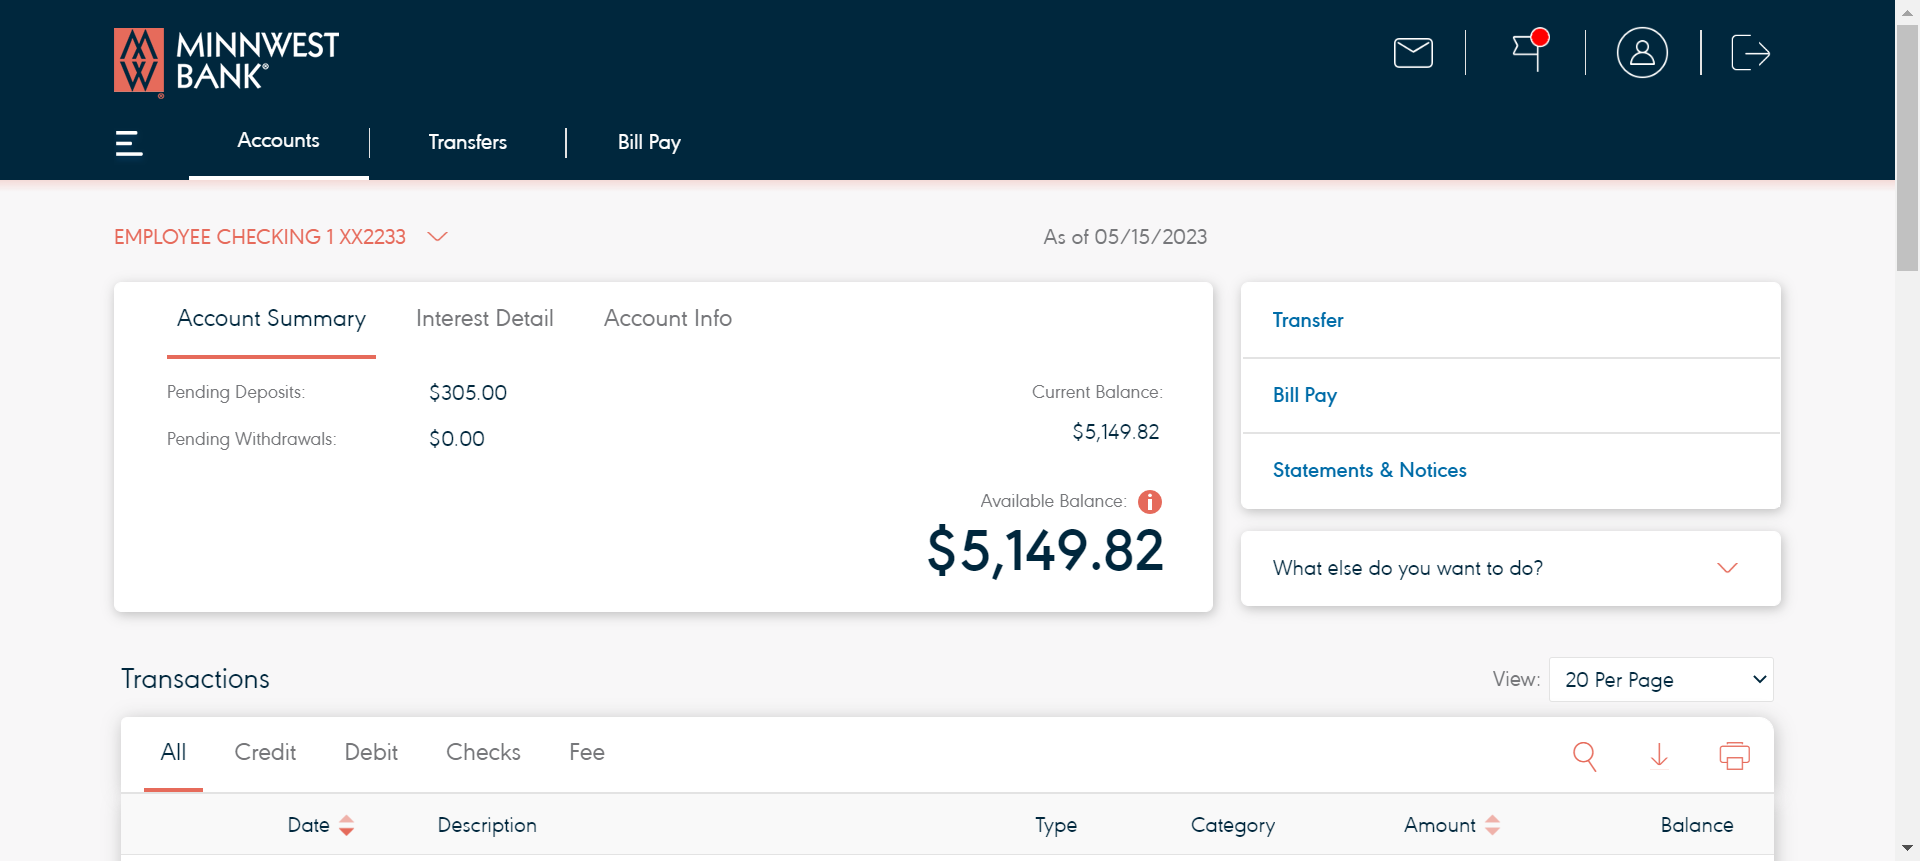 MINNWEST
BANK®
Accounts
Transfers
Bill Pay
EMPLOYEE CHECKING 1 XX2233
As of 05/15/2023
Account Summary
Interest Detail
Account Info
Pending Deposits:
$305.00
Pending Withdrawals:
$0.00
Current Balance:
$5,149.82
Available Balance:
$5,149.82
Transfer
Bill Pay
Statements & Notices
What else do you want to do?
Transactions
View:
20 Per Page
All
Credit
Debit
Checks
Fee
Date
Description
Type
Category
Amount
Balance